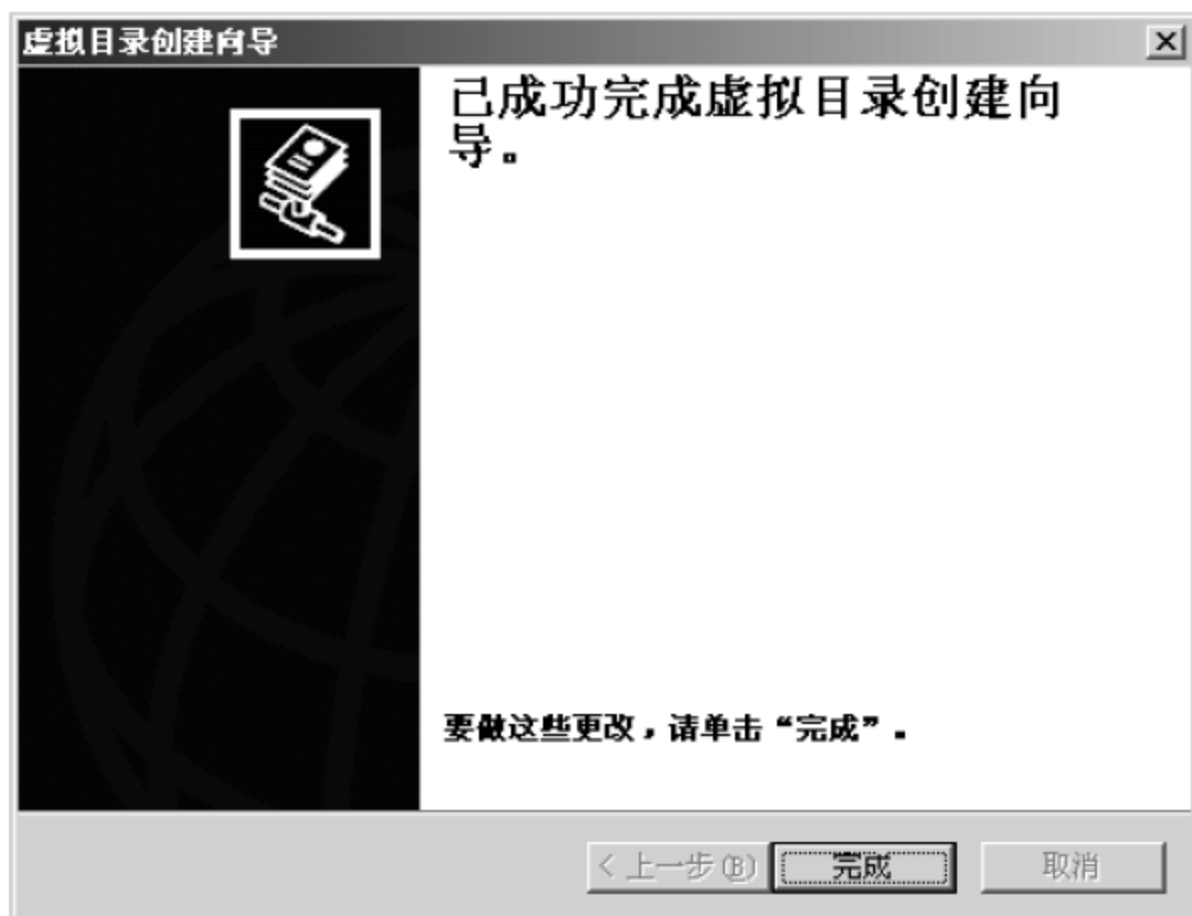 虚拟目录创建向导
已成功完成虚拟目录创建向
导。
要做这些更改，请单击“完成”。
< 上一步(B)
完成
取消